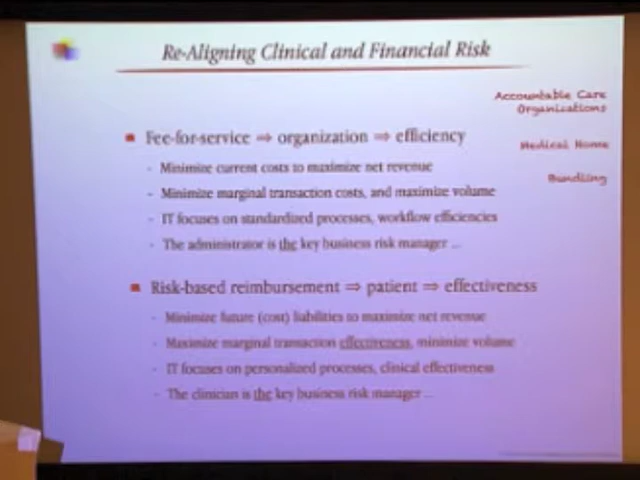 Re-Aligning Clinical and Financial Risk
Accountable Care
Organizations
Medical Home
Bundling
■ Fee-for-service ⇒ organization ⇒ efficiency
- Minimize current costs to maximize net revenue
- Minimize marginal transaction costs, and maximize volume
- IT focuses on standardized processes, workflow efficiencies
- The administrator is the key business risk manager ...
■ Risk-based reimbursement ⇒ patient ⇒ effectiveness
- Minimize future (cost) liabilities to maximize net revenue
- Maximize marginal transaction effectiveness, minimize volume
- IT focuses on personalized processes, clinical effectiveness
- The clinician is the key business risk manager ...